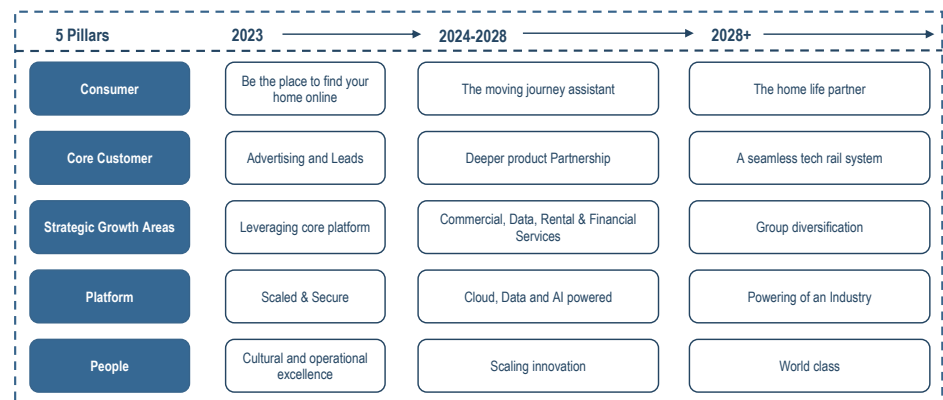 5 Pillars 2023 2024-2028 2028+
Consumer
Be the place to find your
home online
The moving journey assistant
The home life partner
Core Customer
Advertising and Leads
Deeper product Partnership
A seamless tech rail system
Strategic Growth Areas
Leveraging core platform
Commercial, Data, Rental & Financial
Services
Group diversification
Platform
Scaled & Secure
Cloud, Data and AI powered
Powering of an Industry
People
Cultural and operational
excellence
Scaling innovation
World class